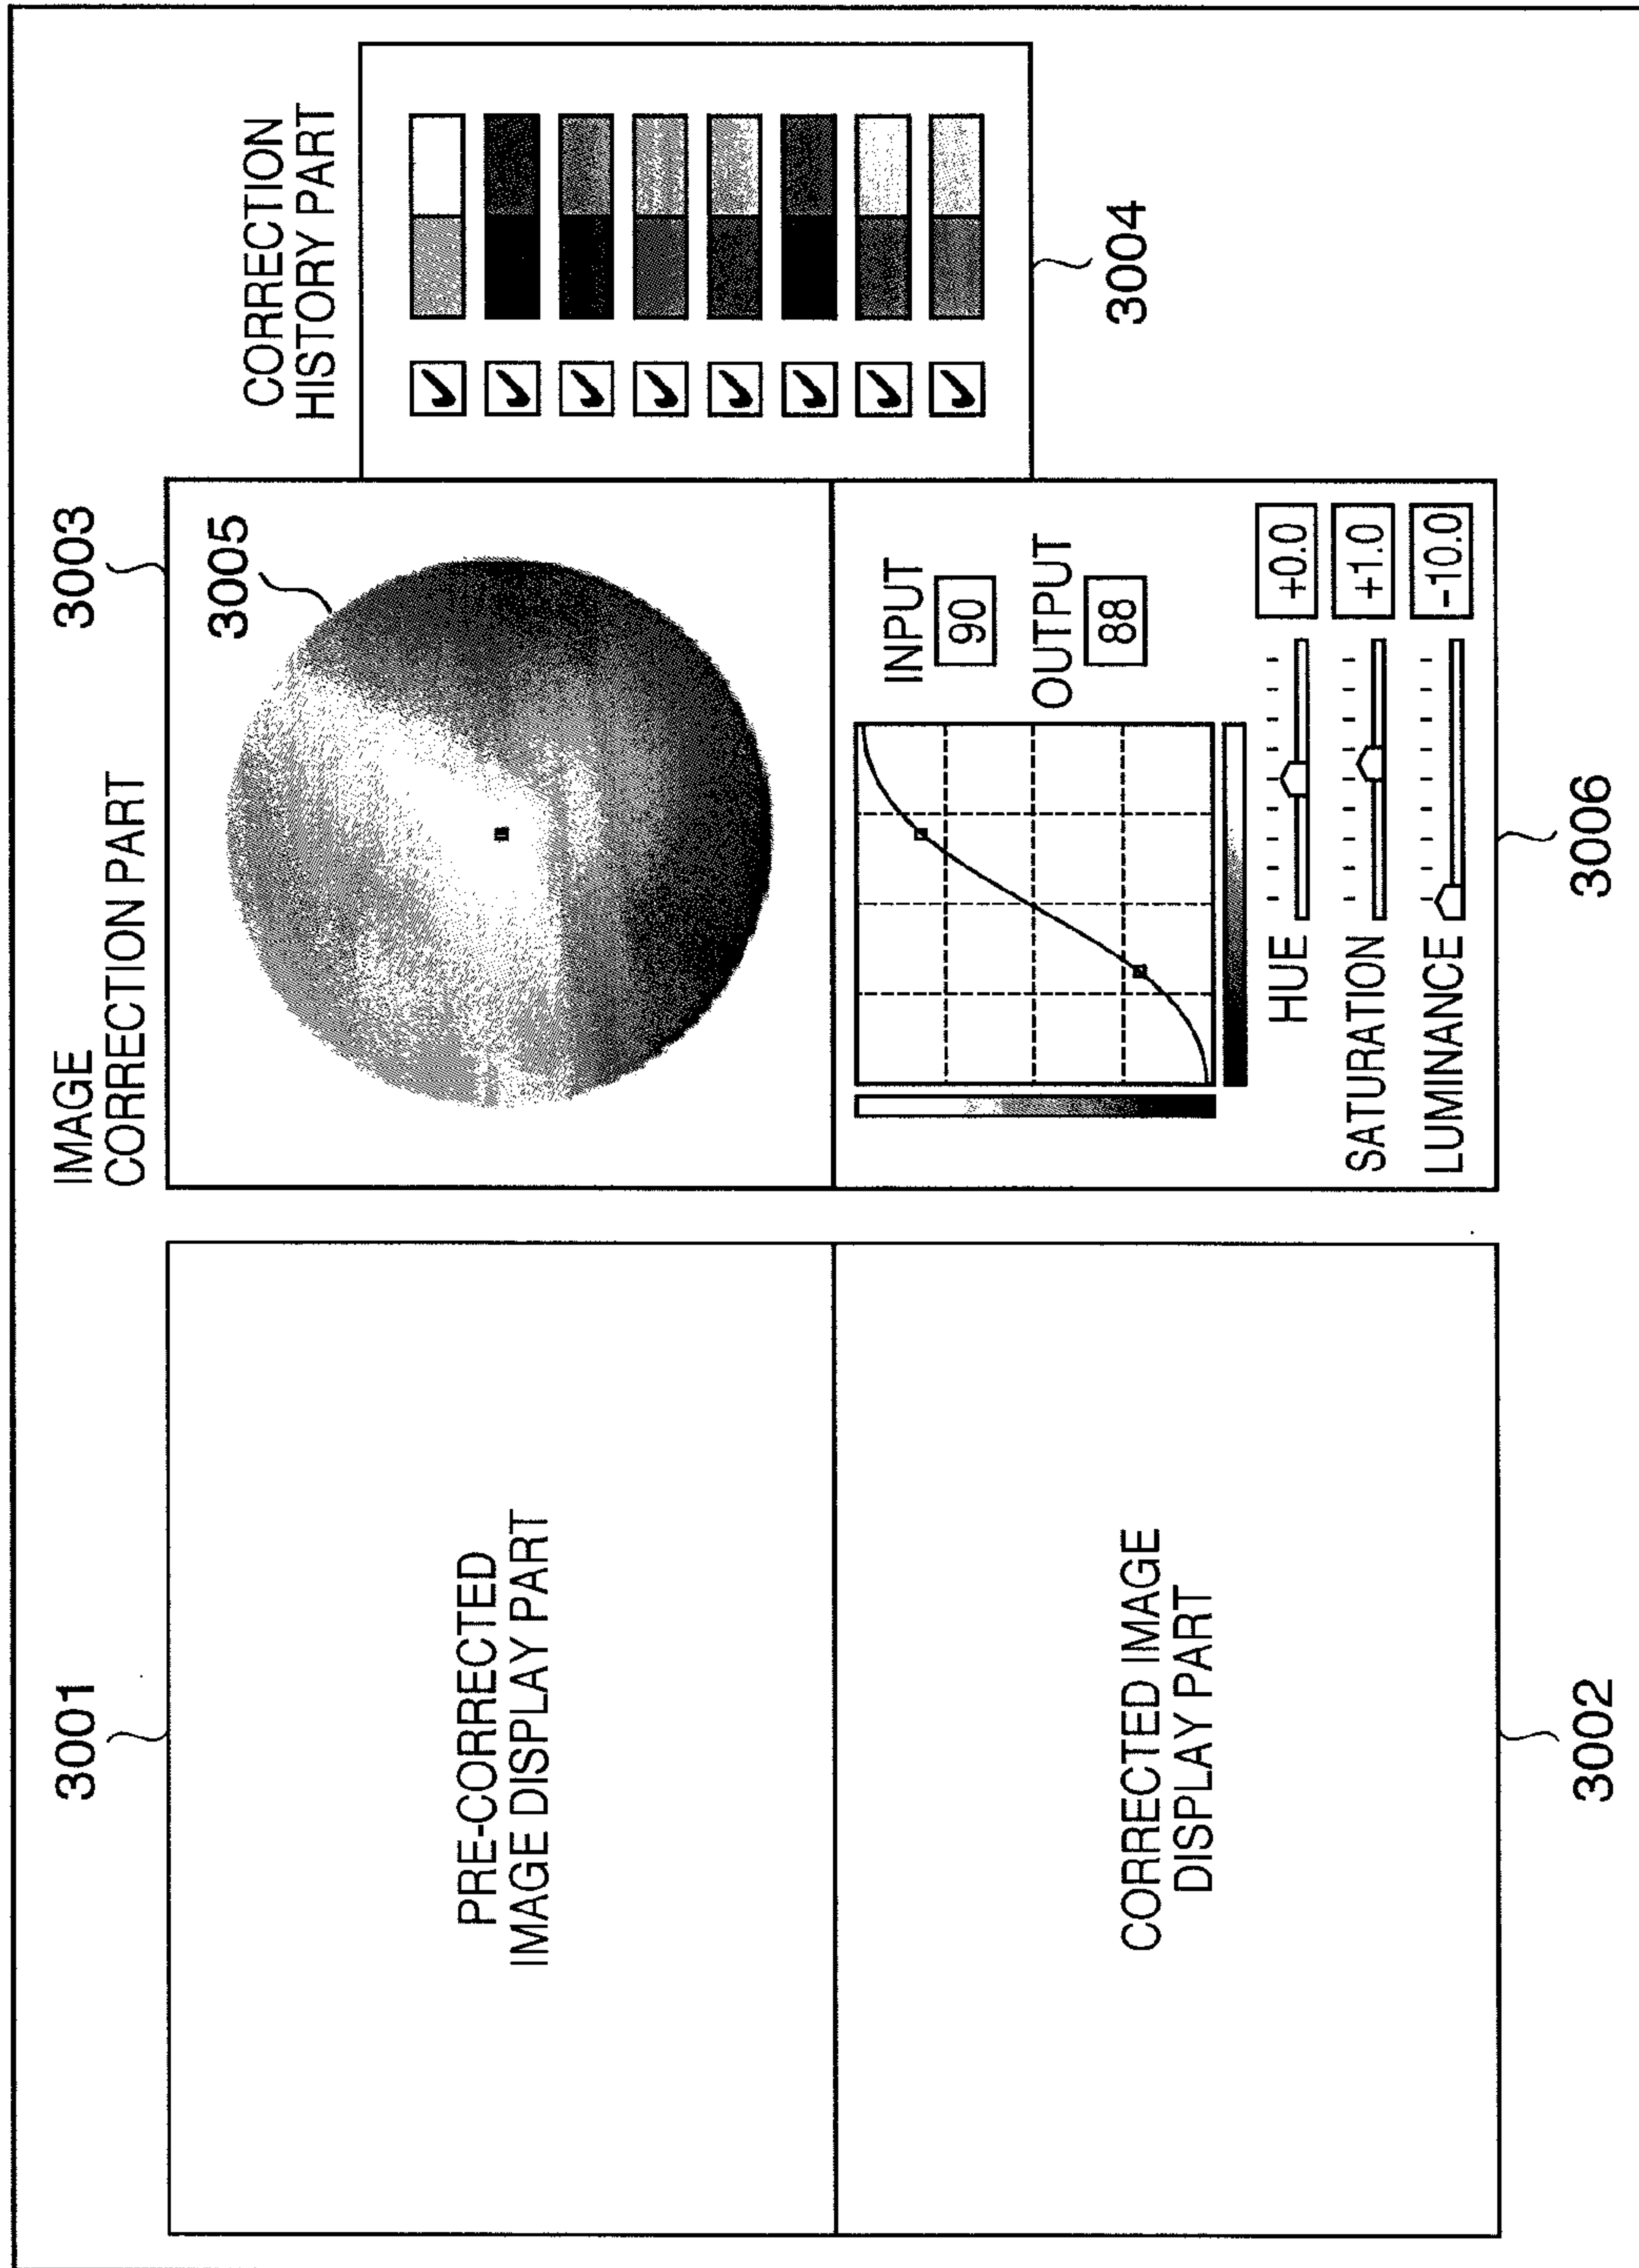 3001
PRE-CORRECTED
IMAGE DISPLAY PART
CORRECTED IMAGE
DISPLAY PART
3002
IMAGE
CORRECTION PART
3003
3005
INPUT
90
OUTPUT
88
HUE
+0.0
SATURATION
+1.0
LUMINANCE
-10.0
3006
CORRECTION
HISTORY PART
3004